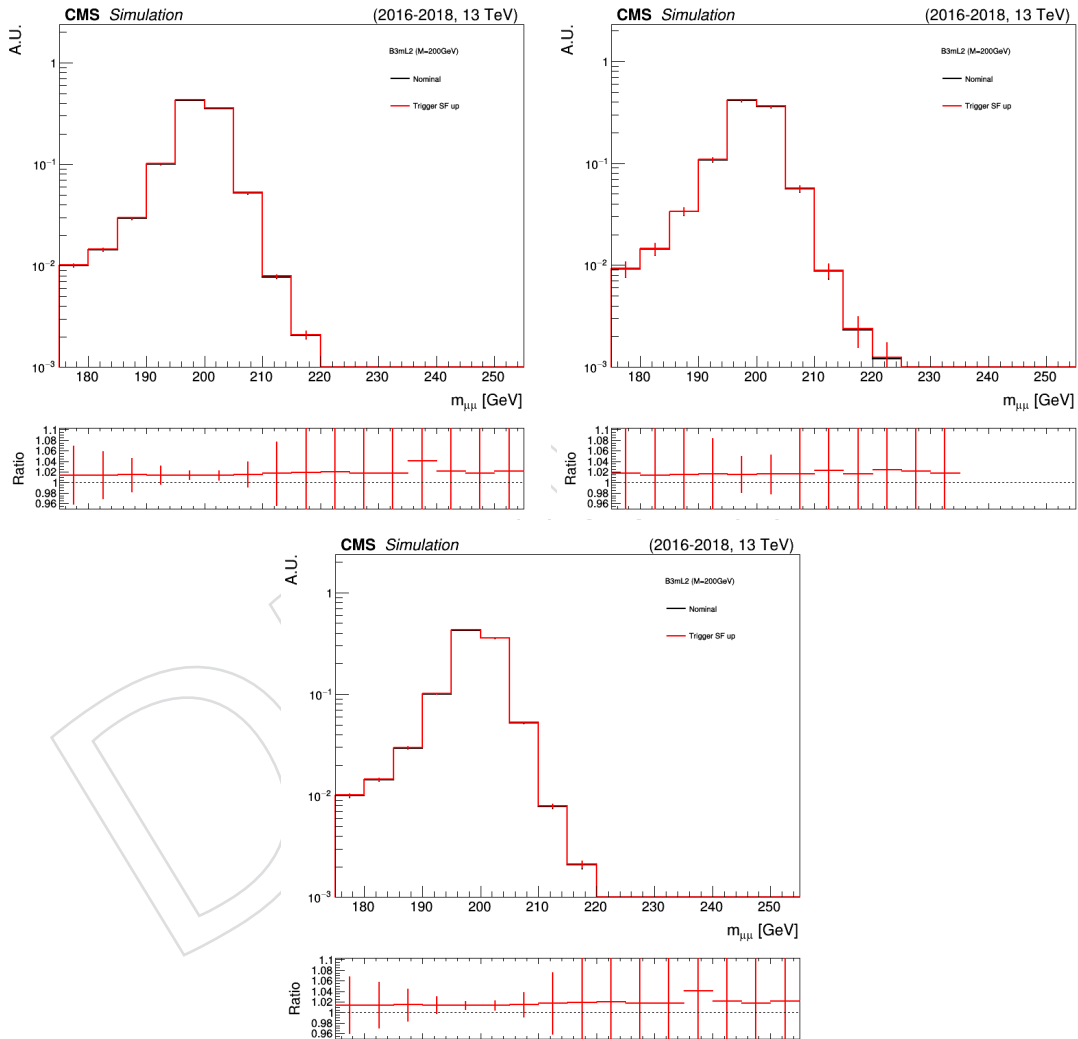 CMS Simulation (2016-2018, 13 TeV)
A.U.
B3mL2 (M=200GeV)
Nominal
Trigger SF up
1
10⁻¹
10⁻²
10⁻³
180 190 200 210 220 230 240 250
m_μμ [GeV]
Ratio
1.1
1.08
1.06
1.04
1.02
1
0.98
0.96
CMS Simulation (2016-2018, 13 TeV)
A.U.
B3mL2 (M=200GeV)
Nominal
Trigger SF up
1
10⁻¹
10⁻²
10⁻³
180 190 200 210 220 230 240 250
m_μμ [GeV]
Ratio
1.1
1.08
1.06
1.04
1.02
1
0.98
0.96
CMS Simulation (2016-2018, 13 TeV)
A.U.
B3mL2 (M=200GeV)
Nominal
Trigger SF up
1
10⁻¹
10⁻²
10⁻³
180 190 200 210 220 230 240 250
m_μμ [GeV]
Ratio
1.1
1.08
1.06
1.04
1.02
1
0.98
0.96